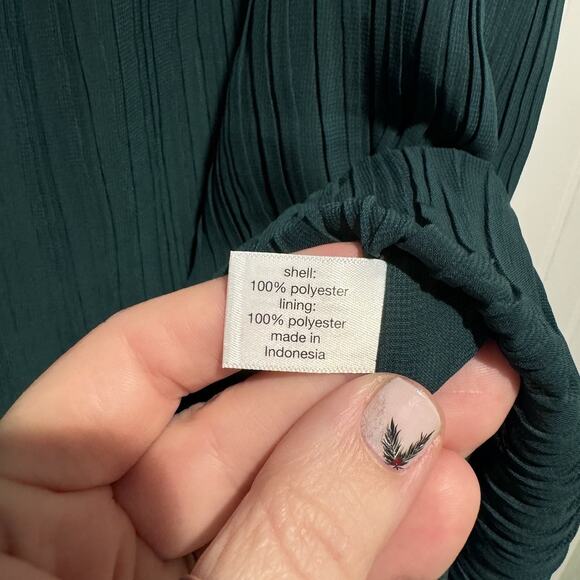 shell:
100% polyester
lining:
100% polyester
made in
Indonesia